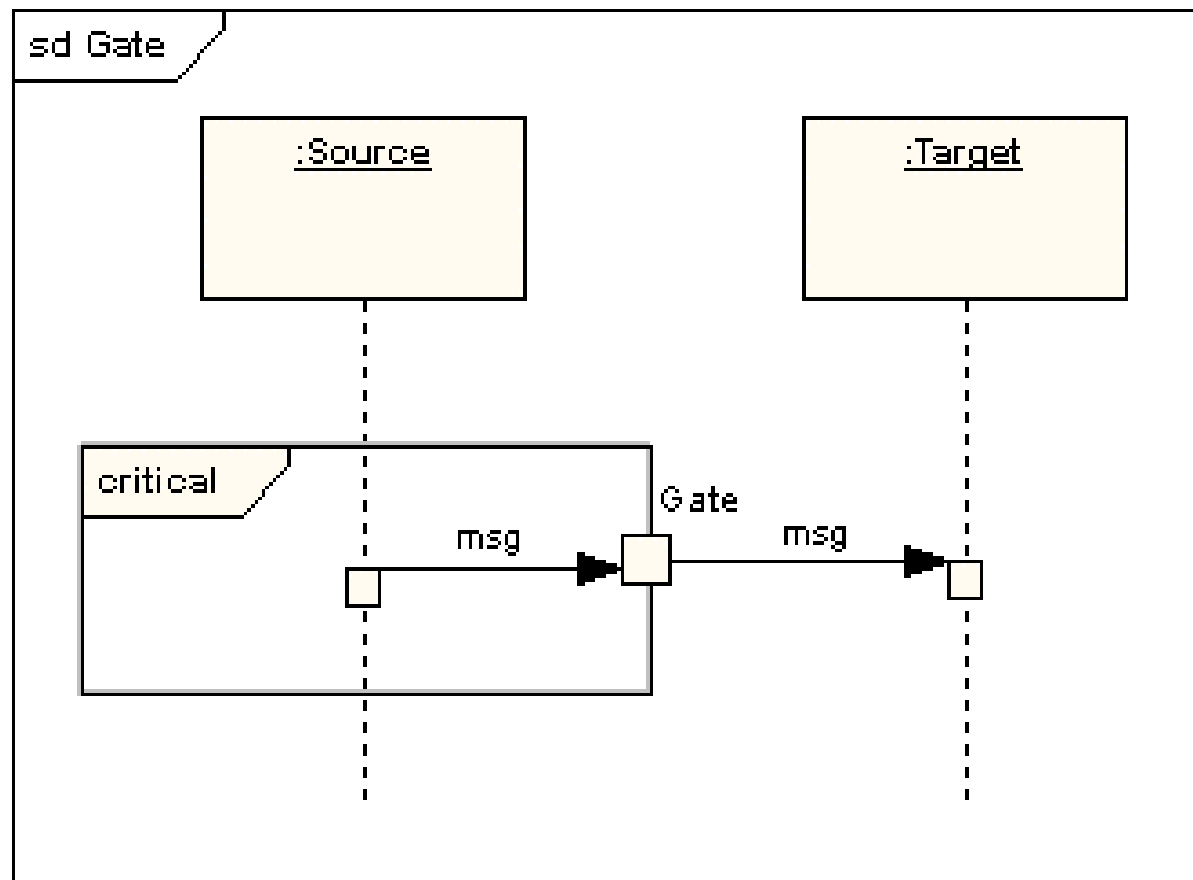 sd Gate
:Source
:Target
critical
Gate
msg
msg